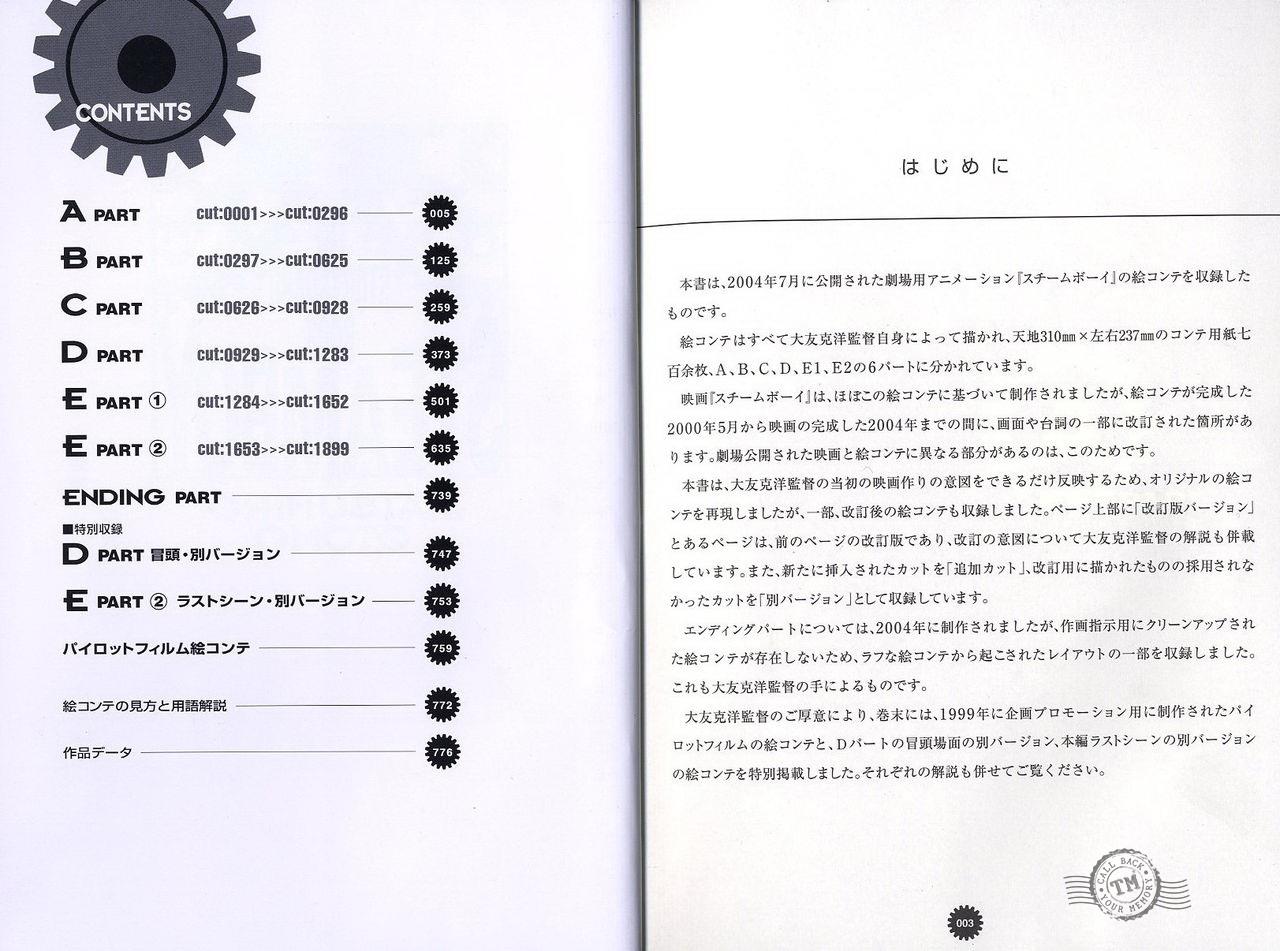 CONTENTS
A PART cut:0001>>>cut:0296 005
B PART cut:0297>>>cut:0625 125
C PART cut:0626>>>cut:0928 259
D PART cut:0929>>>cut:1283 373
E PART ① cut:1284>>>cut:1652 501
E PART ② cut:1653>>>cut:1899 635
ENDING PART 739
■特別収録
D PART 冒頭・別バージョン 747
E PART ② ラストシーン・別バージョン 753
パイロットフィルム絵コンテ 759
絵コンテの見方と用語解説 772
作品データ 776
はじめに
本書は、2004年7月に公開された劇場用アニメーション『スチームボーイ』の絵コンテを収録した
ものです。
絵コンテはすべて大友克洋監督自身によって描かれ、天地310㎜×左右237㎜のコンテ用紙七
百余枚、A、B、C、D、E1、E2の6パートに分かれています。
映画『スチームボーイ』は、ほぼこの絵コンテに基づいて制作されましたが、絵コンテが完成した
2000年5月から映画の完成した2004年までの間に、画面や台詞の一部に改訂された箇所があ
ります。劇場公開された映画と絵コンテに異なる部分があるのは、このためです。
本書は、大友克洋監督の当初の映画作りの意図をできるだけ反映するため、オリジナルの絵コ
ンテを再現しましたが、一部、改訂後の絵コンテも収録しました。ページ上部に「改訂版バージョン」
とあるページは、前のページの改訂版であり、改訂の意図について大友克洋監督の解説も併載
しています。また、新たに挿入されたカットを「追加カット」、改訂用に描かれたものの採用されな
かったカットを「別バージョン」として収録しています。
エンディングパートについては、2004年に制作されましたが、作画指示用にクリーンアップされ
た絵コンテが存在しないため、ラフな絵コンテから起こされたレイアウトの一部を収録しました。
これも大友克洋監督の手によるものです。
大友克洋監督のご厚意により、巻末には、1999年に企画プロモーション用に制作されたパイ
ロットフィルムの絵コンテと、Dパートの冒頭場面の別バージョン、本編ラストシーンの別バージョン
の絵コンテを特別掲載しました。それぞれの解説も併せてご覧ください。
CALL BACK
TM
YOUR MEMORY
003